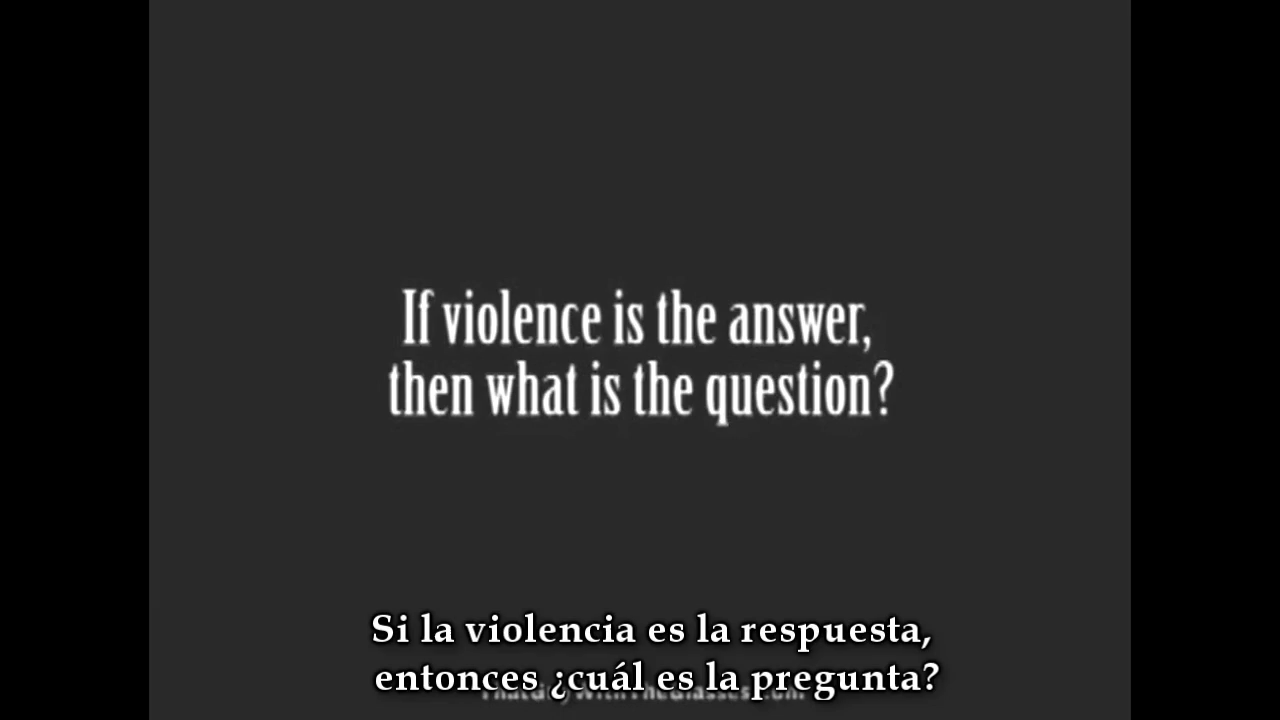 If violence is the answer,
then what is the question?
Si la violencia es la respuesta,
entonces ¿cuál es la pregunta?